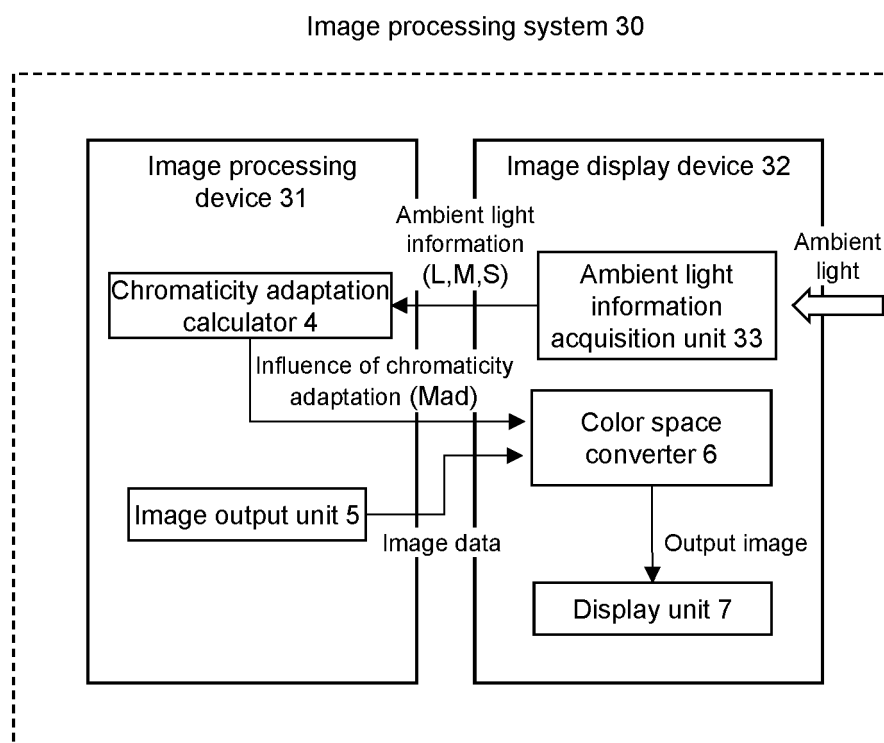 Image processing system 30
Image processing
device 31
Image display device 32
Ambient light
information
(L,M,S)
Ambient
light
Chromaticity adaptation
calculator 4
Ambient light
information
acquisition unit 33
Influence of chromaticity
adaptation (Mad)
Color space
converter 6
Image output unit 5
Image data
Output image
Display unit 7